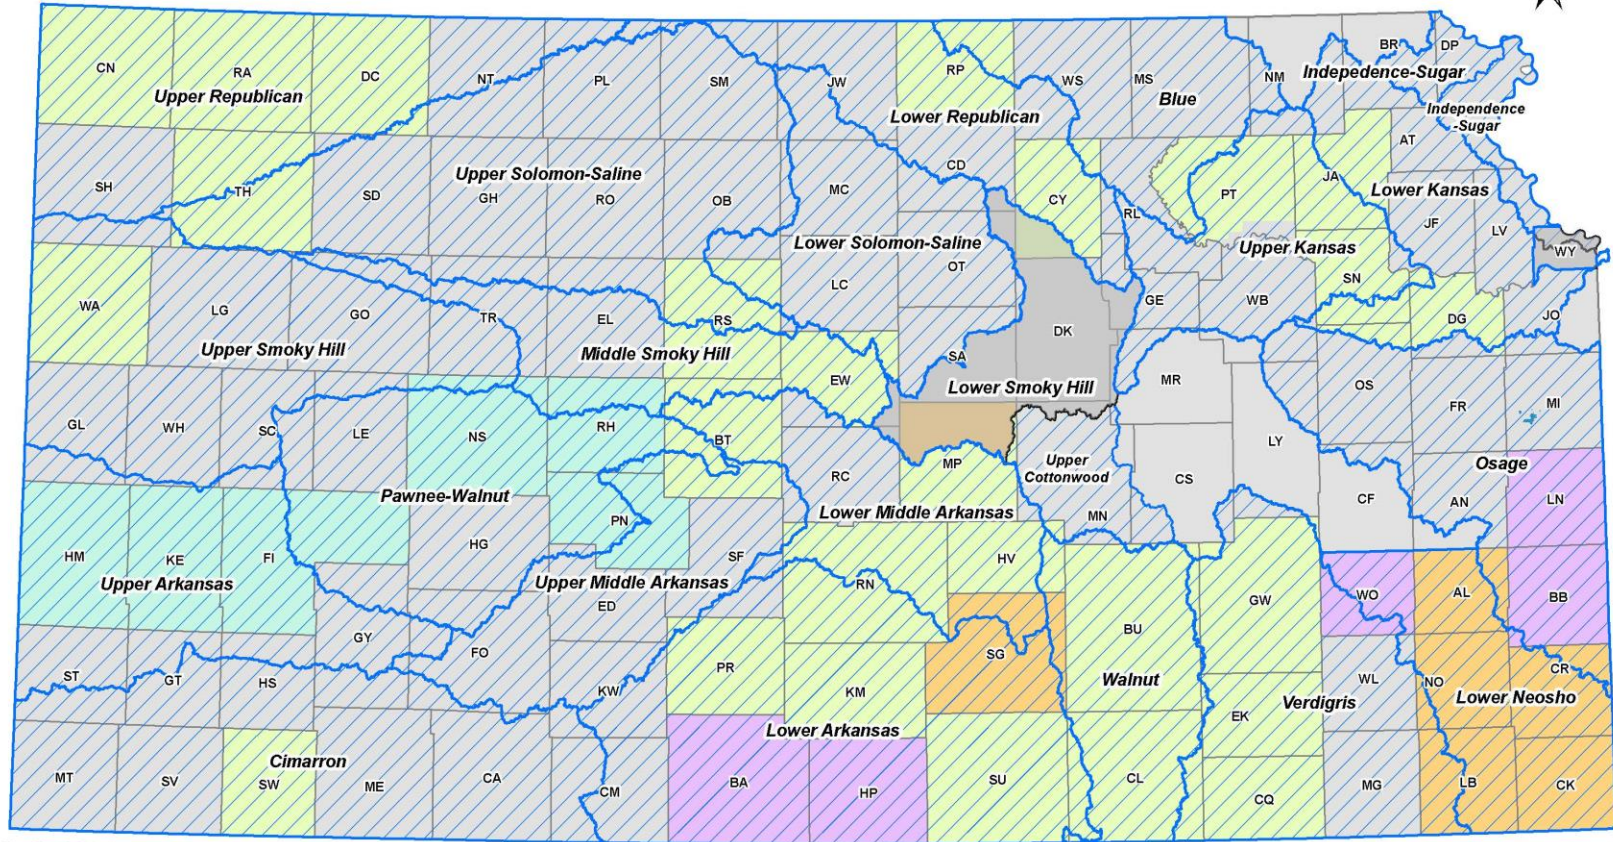 BR
DP
CN
RA
DC
NT
PL
SM
JW
RP
WS
MS
NM
Indepedence-Sugar
Upper Republican
Blue
Lower Republican
Independence
-Sugar
AT
SH
TH
SD
Upper Solomon-Saline
GH
RO
OB
MC
CD
CY
RL
PT
JA
Lower Kansas
JF
LV
WY
Lower Solomon-Saline
OT
Upper Kansas
SN
WA
LG
GO
TR
EL
RS
LC
GE
WB
DG
JO
Upper Smoky Hill
Middle Smoky Hill
SA
DK
EW
Lower Smoky Hill
MR
OS
FR
MI
GL
WH
SC
LE
NS
RH
BT
RC
MP
Upper
Cottonwood
LY
CS
Osage
CF
AN
LN
Pawnee-Walnut
Lower Middle Arkansas
MN
PN
HG
HM
KE
FI
Upper Arkansas
Upper Middle Arkansas
SF
ED
RN
HV
GW
WO
AL
BB
GY
FO
BU
SG
ST
GT
HS
KW
PR
KM
Walnut
EK
Verdigris
WL
NO
CR
Lower Neosho
Lower Arkansas
Cimarron
MT
SV
SW
ME
CA
CM
BA
HP
SU
CL
CQ
MG
LB
CK